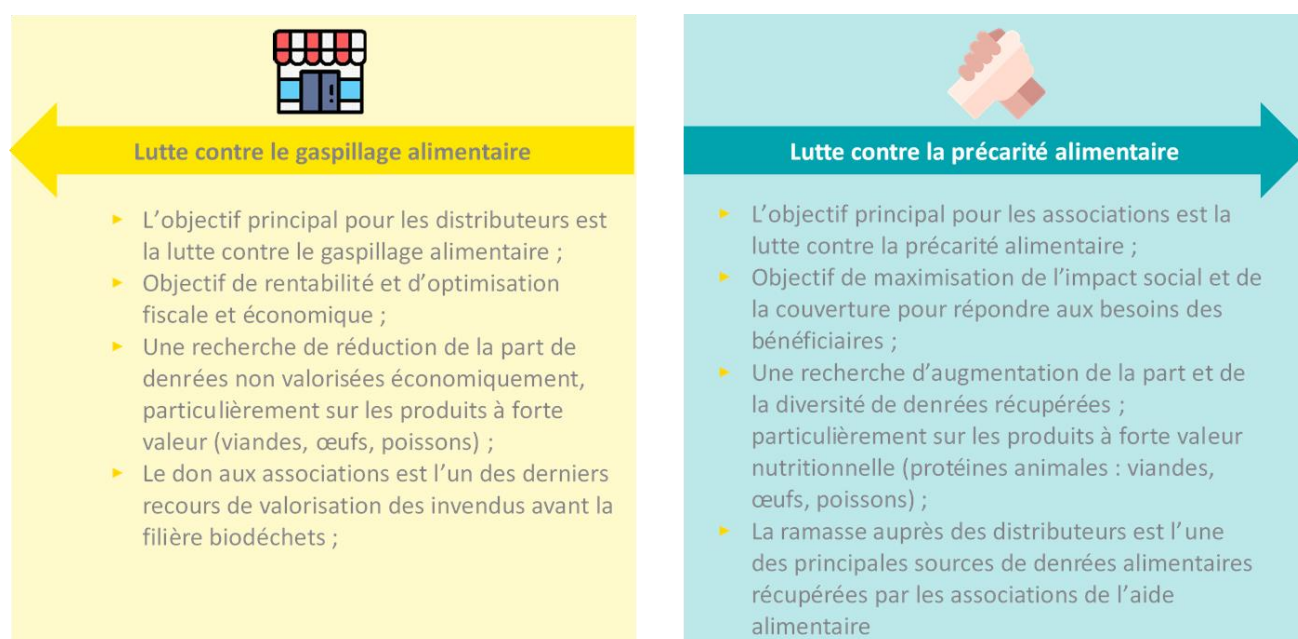 Lutte contre le gaspillage alimentaire
► L’objectif principal pour les distributeurs est
la lutte contre le gaspillage alimentaire ;
► Objectif de rentabilité et d’optimisation
fiscale et économique ;
► Une recherche de réduction de la part de
denrées non valorisées économiquement,
particulièrement sur les produits à forte
valeur (viandes, œufs, poissons) ;
► Le don aux associations est l’un des derniers
recours de valorisation des invendus avant la
filière biodéchets ;
Lutte contre la précarité alimentaire
► L’objectif principal pour les associations est la
lutte contre la précarité alimentaire ;
► Objectif de maximisation de l’impact social et de
la couverture pour répondre aux besoins des
bénéficiaires ;
► Une recherche d’augmentation de la part et de
la diversité de denrées récupérées ;
particulièrement sur les produits à forte valeur
nutritionnelle (protéines animales : viandes,
œufs, poissons) ;
► La ramasse auprès des distributeurs est l’une
des principales sources de denrées alimentaires
récupérées par les associations de l’aide
alimentaire